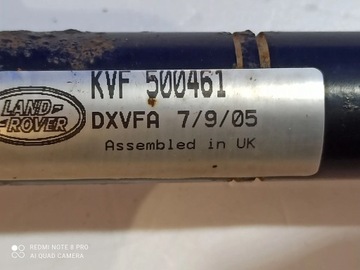 KVF 500461
LAND-
ROVER
DXVFA 7/9/05
Assembled in UK
REDMI NOTE 8 PRO
AI QUAD CAMERA